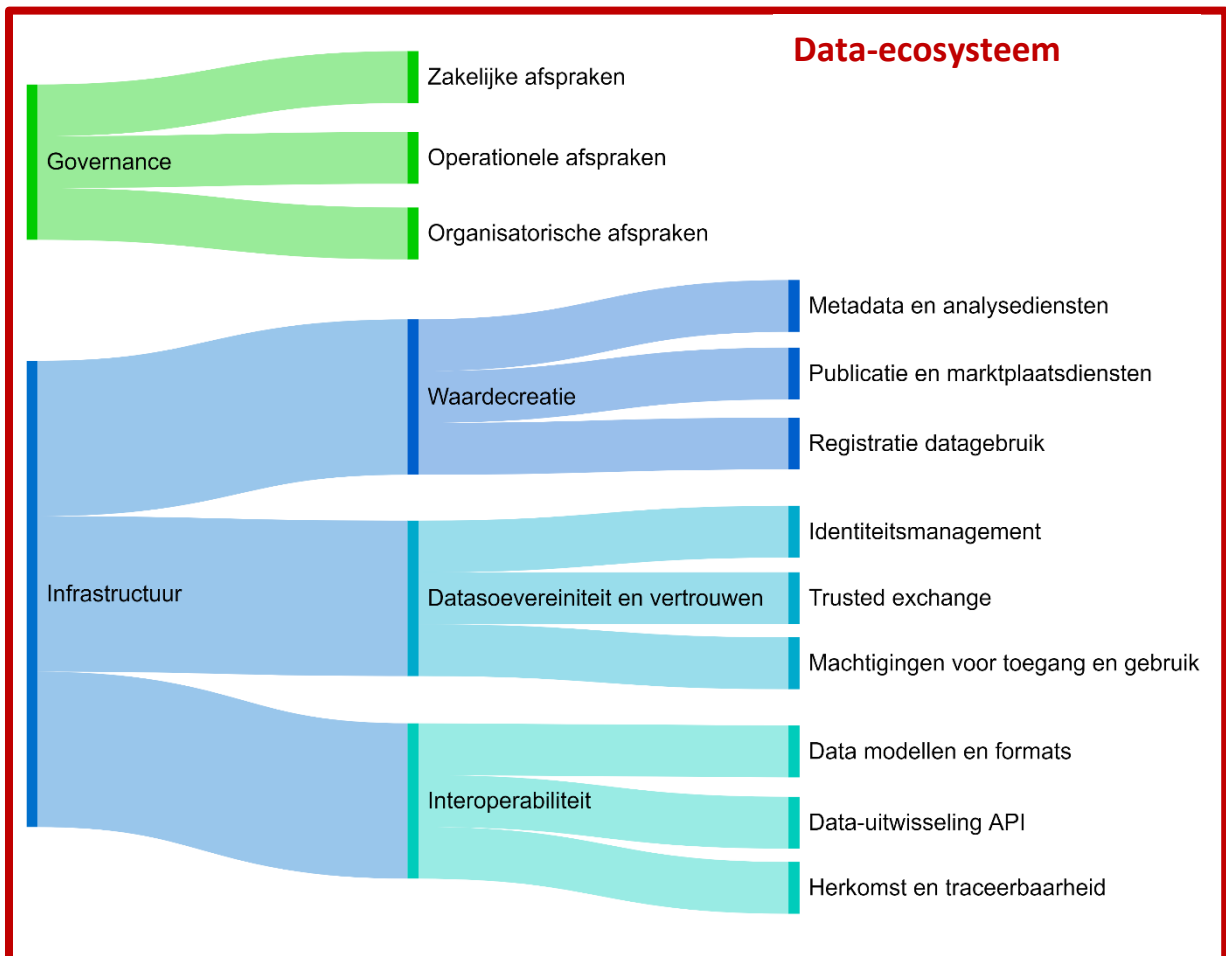 Data-ecosysteem
Governance
Zakelijke afspraken
Operationele afspraken
Organisatorische afspraken
Infrastructuur
Waardecreatie
Metadata en analysediensten
Publicatie en marktplaatsdiensten
Registratie datagebruik
Datasoevereiniteit en vertrouwen
Identiteitsmanagement
Trusted exchange
Machtigingen voor toegang en gebruik
Interoperabiliteit
Data modellen en formats
Data-uitwisseling API
Herkomst en traceerbaarheid